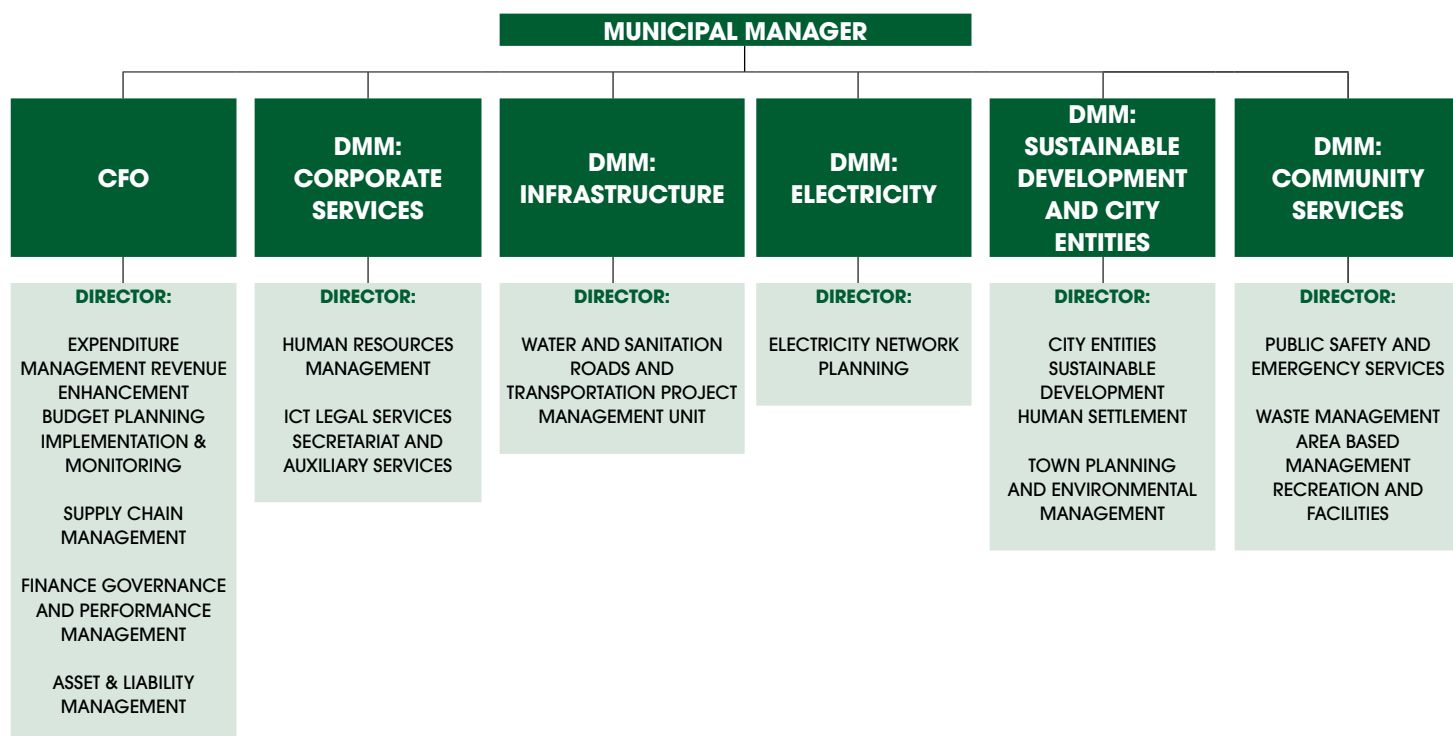 MUNICIPAL MANAGER
CFO
DIRECTOR:
EXPENDITURE
MANAGEMENT REVENUE
ENHANCEMENT
BUDGET PLANNING
IMPLEMENTATION &
MONITORING
SUPPLY CHAIN
MANAGEMENT
FINANCE GOVERNANCE
AND PERFORMANCE
MANAGEMENT
ASSET & LIABILITY
MANAGEMENT
DMM:
CORPORATE
SERVICES
DIRECTOR:
HUMAN RESOURCES
MANAGEMENT
ICT LEGAL SERVICES
SECRETARIAT AND
AUXILIARY SERVICES
DMM:
INFRASTRUCTURE
DIRECTOR:
WATER AND SANITATION
ROADS AND
TRANSPORTATION PROJECT
MANAGEMENT UNIT
DMM:
ELECTRICITY
DIRECTOR:
ELECTRICITY NETWORK
PLANNING
DMM:
SUSTAINABLE
DEVELOPMENT
AND CITY
ENTITIES
DIRECTOR:
CITY ENTITIES
SUSTAINABLE
DEVELOPMENT
HUMAN SETTLEMENT
TOWN PLANNING
AND ENVIRONMENTAL
MANAGEMENT
DMM:
COMMUNITY
SERVICES
DIRECTOR:
PUBLIC SAFETY AND
EMERGENCY SERVICES
WASTE MANAGEMENT
AREA BASED
MANAGEMENT
RECREATION AND
FACILITIES